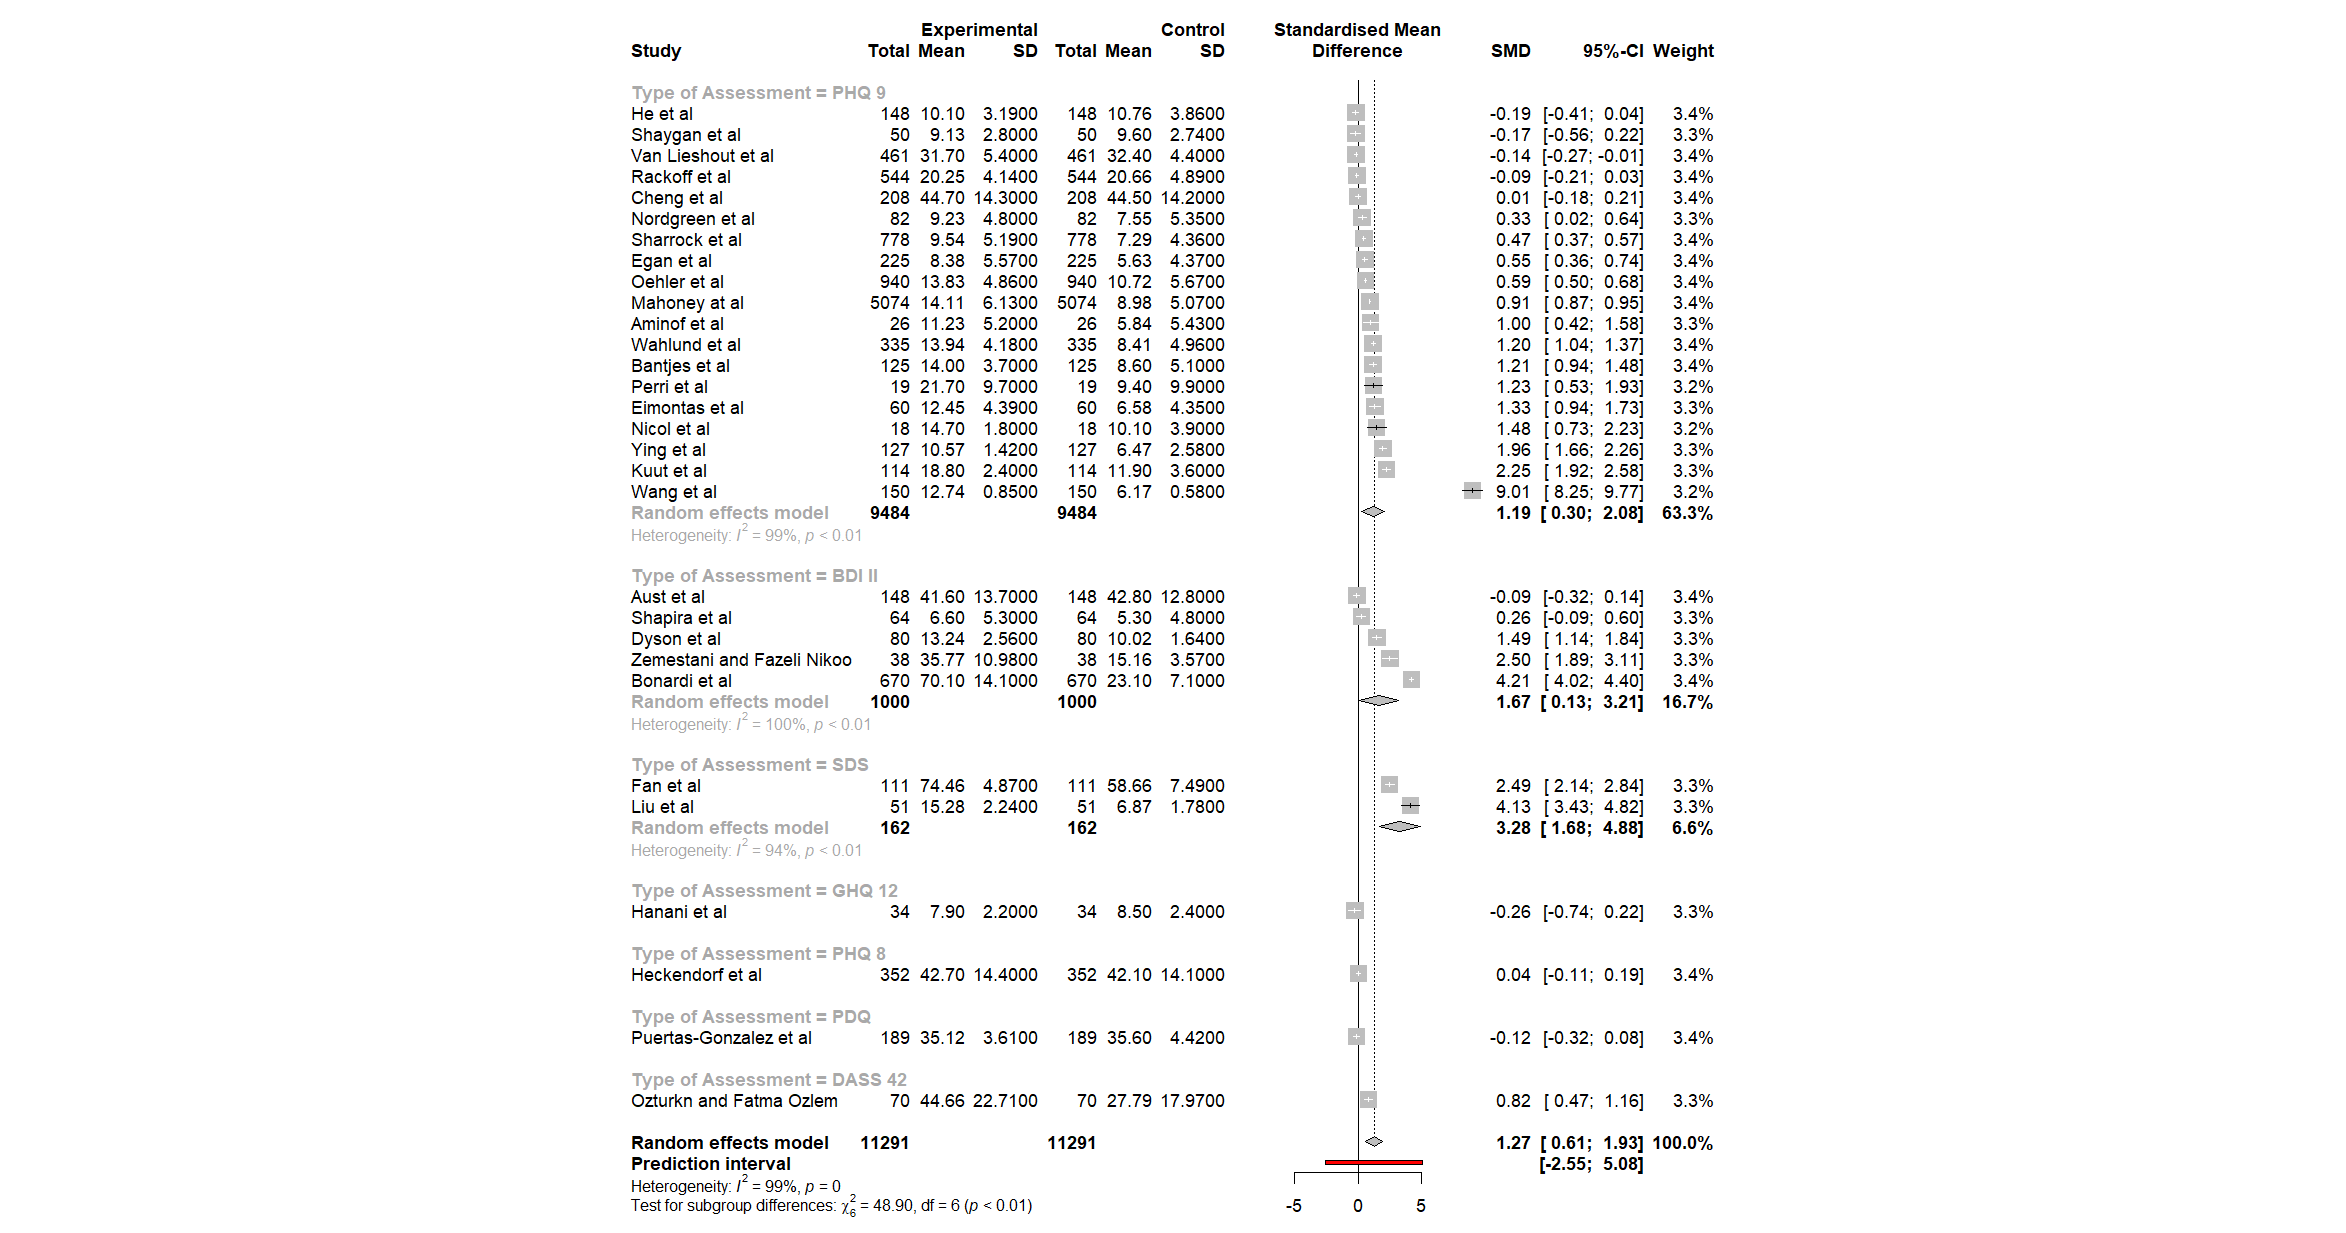 Experimental Control Standardised Mean
Study Total Mean SD Total Mean SD Difference SMD 95%-CI Weight
Type of Assessment = PHQ 9
He et al 148 10.10 3.1900 148 10.76 3.8600 -0.19 [-0.41; 0.04] 3.4%
Shaygan et al 50 9.13 2.8000 50 9.60 2.7400 -0.17 [-0.56; 0.22] 3.3%
Van Lieshout et al 461 31.70 5.4000 461 32.40 4.4000 -0.14 [-0.27; -0.01] 3.4%
Rackoff et al 544 20.25 4.1400 544 20.66 4.8900 -0.09 [-0.21; 0.03] 3.4%
Cheng et al 208 44.70 14.3000 208 44.50 14.2000 0.01 [-0.18; 0.21] 3.4%
Nordgreen et al 82 9.23 4.8000 82 7.55 5.3500 0.33 [ 0.02; 0.64] 3.3%
Sharrock et al 778 9.54 5.1900 778 7.29 4.3600 0.47 [ 0.37; 0.57] 3.4%
Egan et al 225 8.38 5.5700 225 5.63 4.3700 0.55 [ 0.36; 0.74] 3.4%
Oehler et al 940 13.83 4.8600 940 10.72 5.6700 0.59 [ 0.50; 0.68] 3.4%
Mahoney at al 5074 14.11 6.1300 5074 8.98 5.0700 0.91 [ 0.87; 0.95] 3.4%
Aminof et al 26 11.23 5.2000 26 5.84 5.4300 1.00 [ 0.42; 1.58] 3.3%
Wahlund et al 335 13.94 4.1800 335 8.41 4.9600 1.20 [ 1.04; 1.37] 3.4%
Bantjes et al 125 14.00 3.7000 125 8.60 5.1000 1.21 [ 0.94; 1.48] 3.4%
Perri et al 19 21.70 9.7000 19 9.40 9.9000 1.23 [ 0.53; 1.93] 3.2%
Eimontas et al 60 12.45 4.3900 60 6.58 4.3500 1.33 [ 0.94; 1.73] 3.3%
Nicol et al 18 14.70 1.8000 18 10.10 3.9000 1.48 [ 0.73; 2.23] 3.2%
Ying et al 127 10.57 1.4200 127 6.47 2.5800 1.96 [ 1.66; 2.26] 3.3%
Kuut et al 114 18.80 2.4000 114 11.90 3.6000 2.25 [ 1.92; 2.58] 3.3%
Wang et al 150 12.74 0.8500 150 6.17 0.5800 9.01 [ 8.25; 9.77] 3.2%
Random effects model 9484 9484 1.19 [ 0.30; 2.08] 63.3%
Heterogeneity: I² = 99%, p < 0.01
Type of Assessment = BDI II
Aust et al 148 41.60 13.7000 148 42.80 12.8000 -0.09 [-0.32; 0.14] 3.4%
Shapira et al 64 6.60 5.3000 64 5.30 4.8000 0.26 [-0.09; 0.60] 3.3%
Dyson et al 80 13.24 2.5600 80 10.02 1.6400 1.49 [ 1.14; 1.84] 3.3%
Zemestani and Fazeli Nikoo 38 35.77 10.9800 38 15.16 3.5700 2.50 [ 1.89; 3.11] 3.3%
Bonardi et al 670 70.10 14.1000 670 23.10 7.1000 4.21 [ 4.02; 4.40] 3.4%
Random effects model 1000 1000 1.67 [ 0.13; 3.21] 16.7%
Heterogeneity: I² = 100%, p < 0.01
Type of Assessment = SDS
Fan et al 111 74.46 4.8700 111 58.66 7.4900 2.49 [ 2.14; 2.84] 3.3%
Liu et al 51 15.28 2.2400 51 6.87 1.7800 4.13 [ 3.43; 4.82] 3.3%
Random effects model 162 162 3.28 [ 1.68; 4.88] 6.6%
Heterogeneity: I² = 94%, p < 0.01
Type of Assessment = GHQ 12
Hanani et al 34 7.90 2.2000 34 8.50 2.4000 -0.26 [-0.74; 0.22] 3.3%
Type of Assessment = PHQ 8
Heckendorf et al 352 42.70 14.4000 352 42.10 14.1000 0.04 [-0.11; 0.19] 3.4%
Type of Assessment = PDQ
Puertas-Gonzalez et al 189 35.12 3.6100 189 35.60 4.4200 -0.12 [-0.32; 0.08] 3.4%
Type of Assessment = DASS 42
Ozturkn and Fatma Ozlem 70 44.66 22.7100 70 27.79 17.9700 0.82 [ 0.47; 1.16] 3.3%
Random effects model 11291 11291 1.27 [ 0.61; 1.93] 100.0%
Prediction interval [-2.55; 5.08]
Heterogeneity: I² = 99%, p = 0
Test for subgroup differences: χ²₆ = 48.90, df = 6 (p < 0.01) -5 0 5